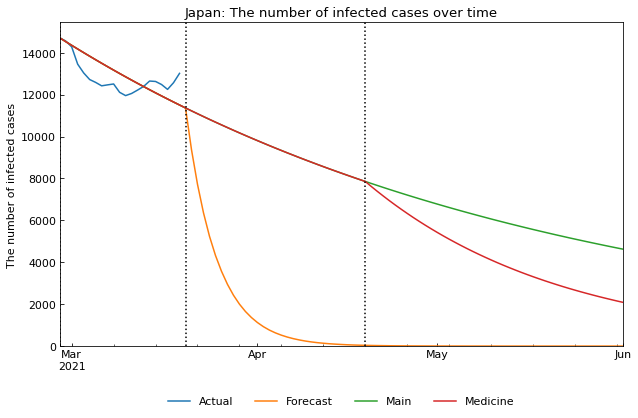 Japan: The number of infected cases over time
The number of infected cases
14000
12000
10000
8000
6000
4000
2000
0
Mar Apr May Jun
2021
Actual Forecast Main Medicine